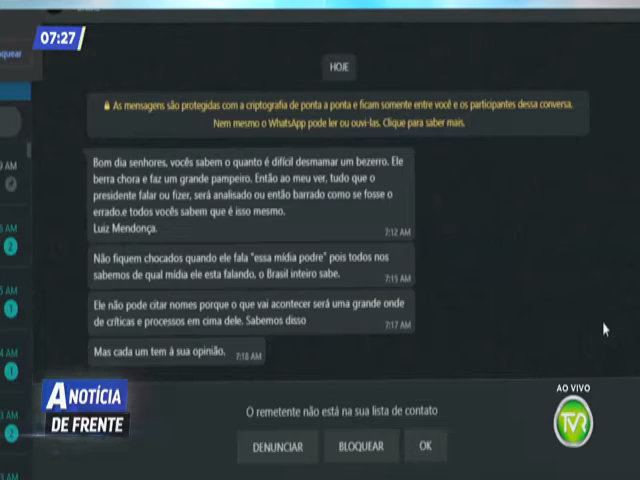 07:27
oquear
HOJE
As mensagens são protegidas com a criptografia de ponta a ponta e ficam somente entre você e os participantes dessa conversa.
Nem mesmo o WhatsApp pode ler ou ouvi-las. Clique para saber mais.
Bom dia senhores, vocês sabem o quanto é difícil desmamar um bezerro. Ele
berra chora e faz um grande pampeiro. Então ao meu ver, tudo que o
presidente falar ou fizer, será analisado ou então barrado como se fosse o
errado.e todos vocês sabem que é isso mesmo.
Luiz Mendonça.
7:12 AM
Não fiquem chocados quando ele fala "essa mídia podre" pois todos nos
sabemos de qual mídia ele esta falando, o Brasil inteiro sabe.
7:15 AM
Ele não pode citar nomes porque o que vai acontecer será uma grande onde
de críticas e processos em cima dele. Sabemos disso
7:17 AM
Mas cada um tem à sua opinião.
7:18 AM
O remetente não está na sua lista de contato
DENUNCIAR BLOQUEAR OK
A NOTÍCIA
DE FRENTE
AO VIVO
TVR